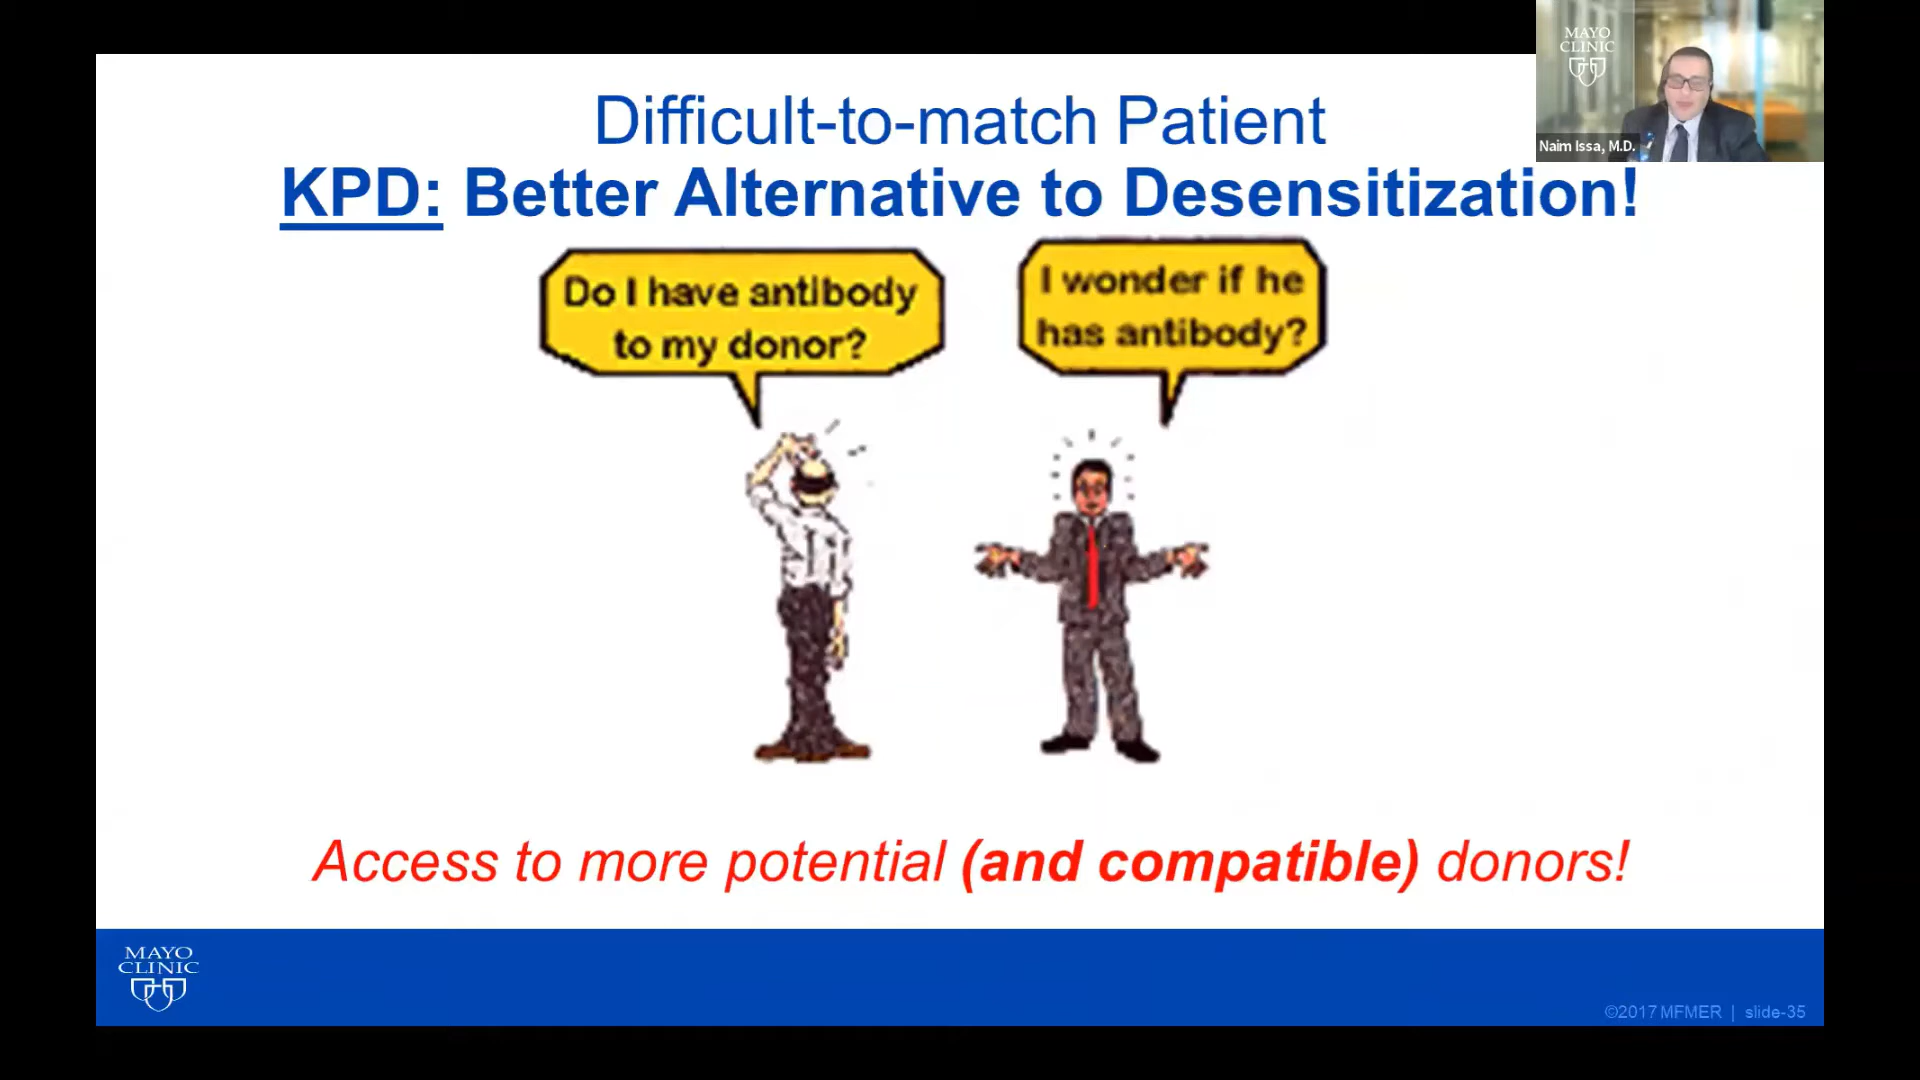 MAYO
CLINIC
Naim Issa, M.D.
Difficult-to-match Patient
KPD: Better Alternative to Desensitization!
Do I have antibody
to my donor?
I wonder if he
has antibody?
Access to more potential (and compatible) donors!
MAYO
CLINIC
©2017 MFMER | slide-35